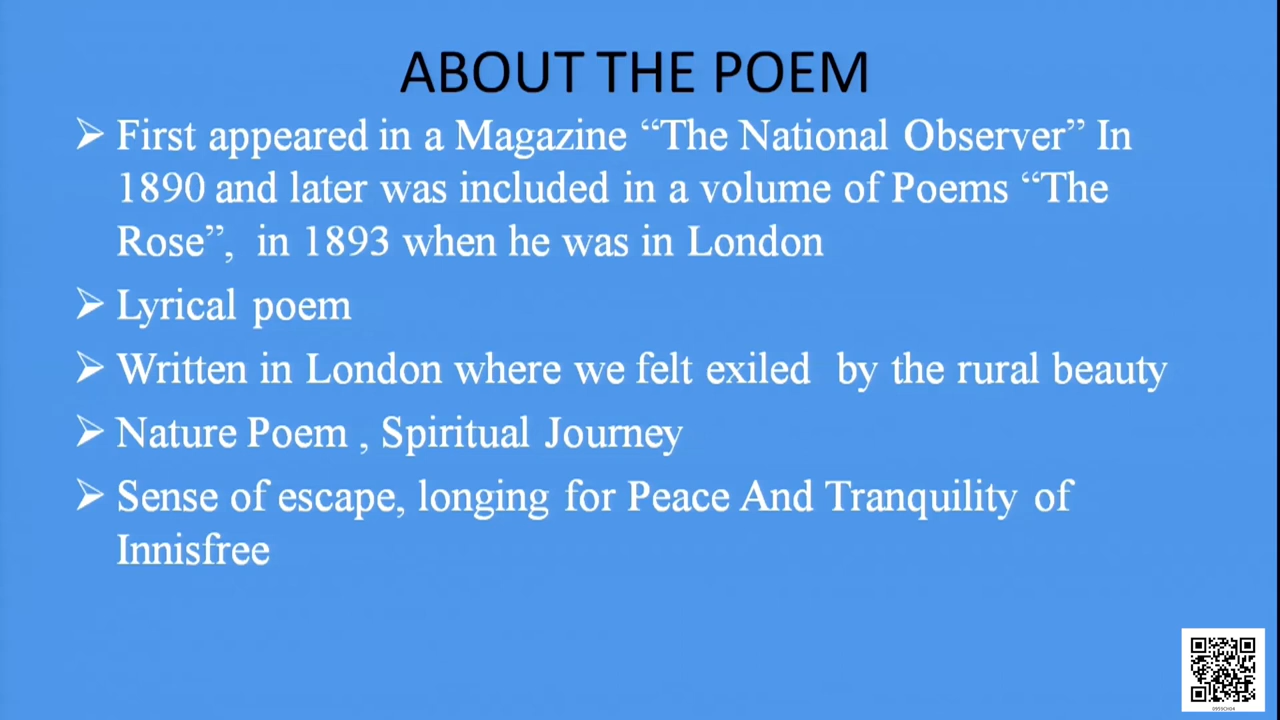 ABOUT THE POEM
➢ First appeared in a Magazine “The National Observer” In
1890 and later was included in a volume of Poems “The
Rose”, in 1893 when he was in London
➢ Lyrical poem
➢ Written in London where we felt exiled by the rural beauty
➢ Nature Poem , Spiritual Journey
➢ Sense of escape, longing for Peace And Tranquility of
Innisfree